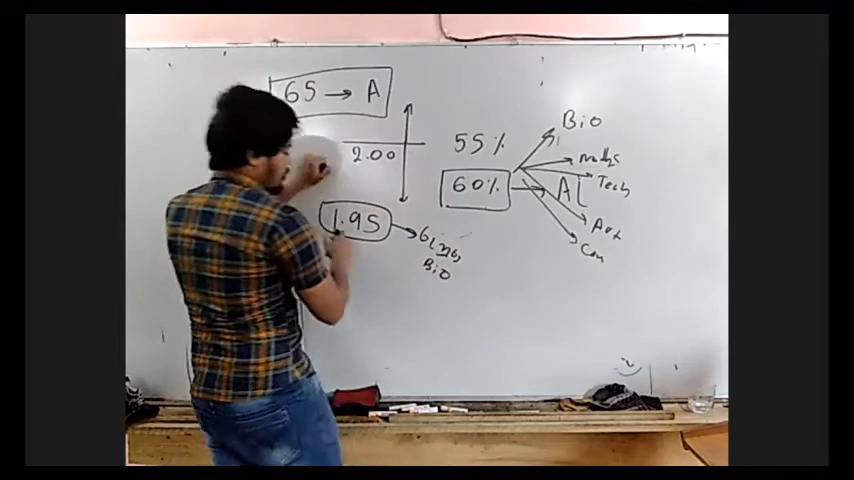 65 → A
2.00
55%
60% → AL
Bio
maths
Tech
Art
Com
1.95 →
Bio